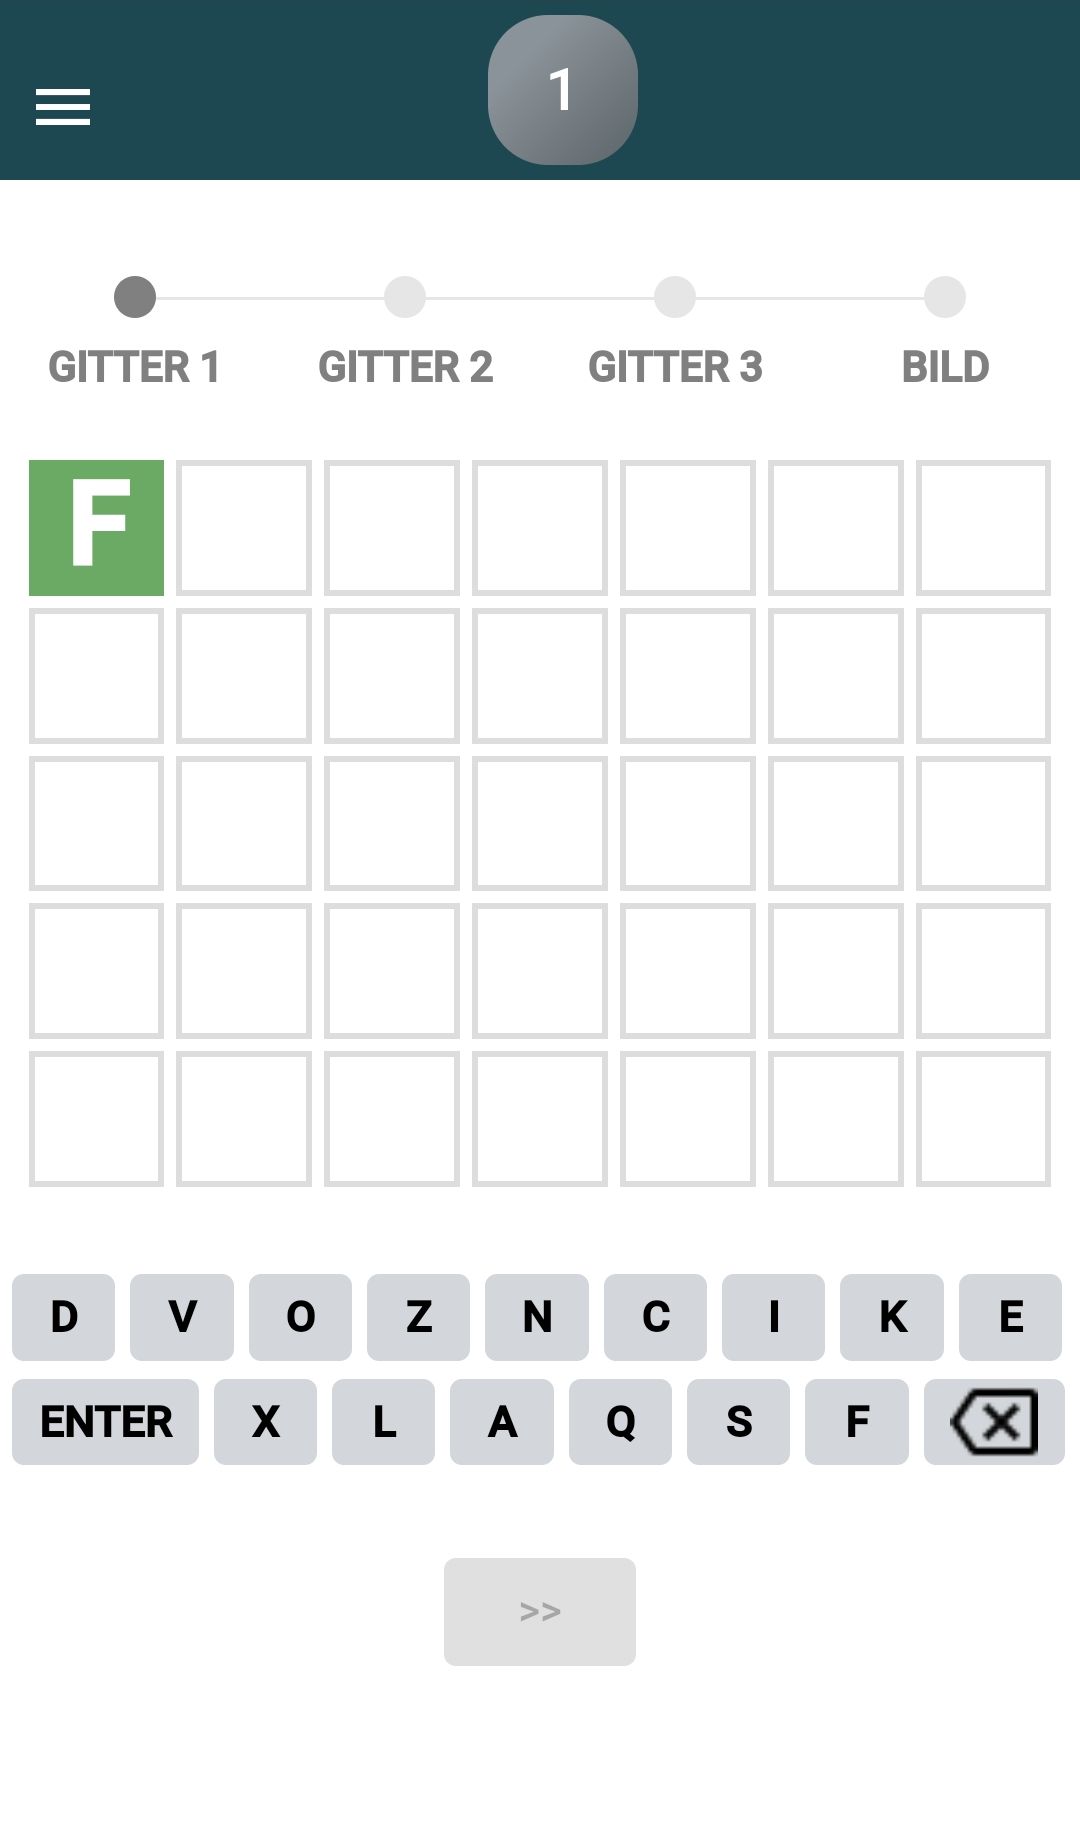 1
GITTER 1 GITTER 2 GITTER 3 BILD
F
D V O Z N C I K E
ENTER X L A Q S F
>>